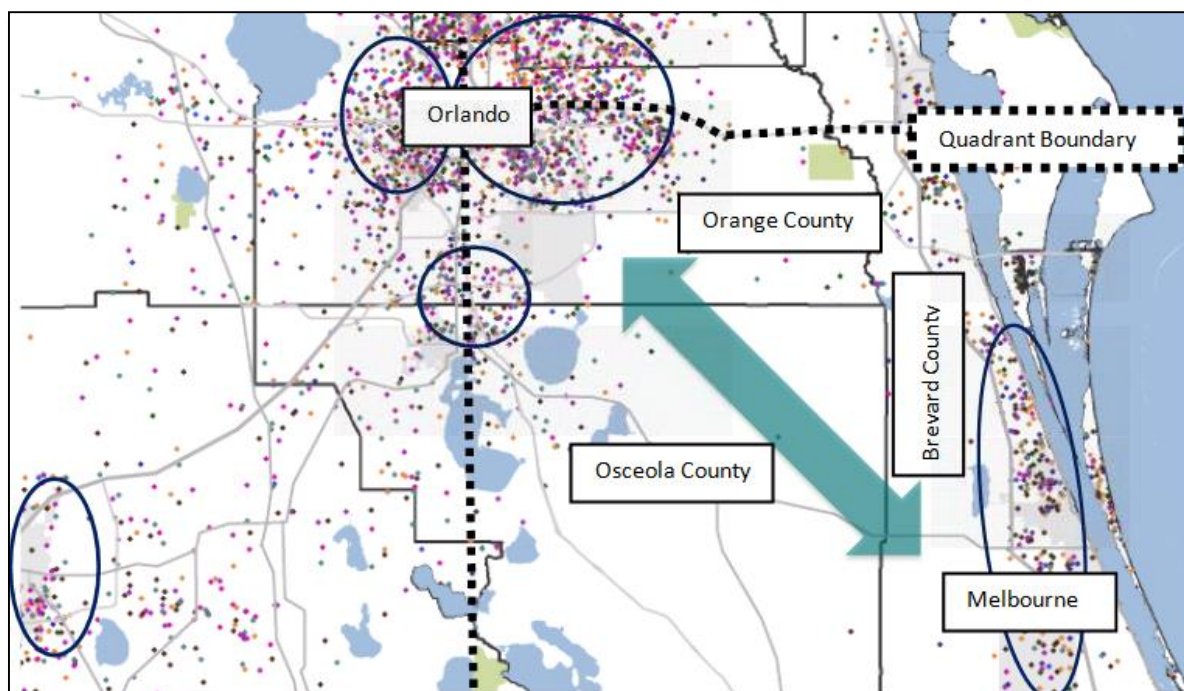 Orlando
Quadrant Boundary
Orange County
Brevard County
Osceola County
Melbourne